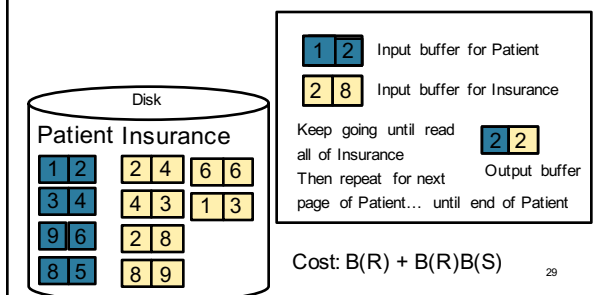 Disk
Patient Insurance
1 2 2 4 6 6
3 4 4 3 1 3
9 6 2 8
8 5 8 9
1 2 Input buffer for Patient
2 8 Input buffer for Insurance
Keep going until read
all of Insurance
2 2
Output buffer
Then repeat for next
page of Patient… until end of Patient
Cost: B(R) + B(R)B(S)
29